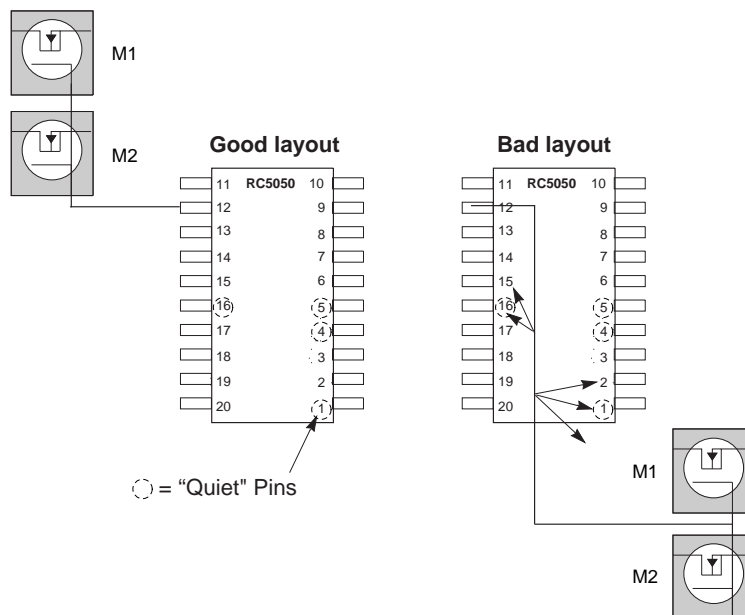 M1
M2
Good layout
Bad layout
11 RC5050 10
12 9
13 8
14 7
15 6
16 5
17 4
18 3
19 2
20 1
11 RC5050 10
12 9
13 8
14 7
15 6
16 5
17 4
18 3
19 2
20 1
= “Quiet" Pins
M1
M2